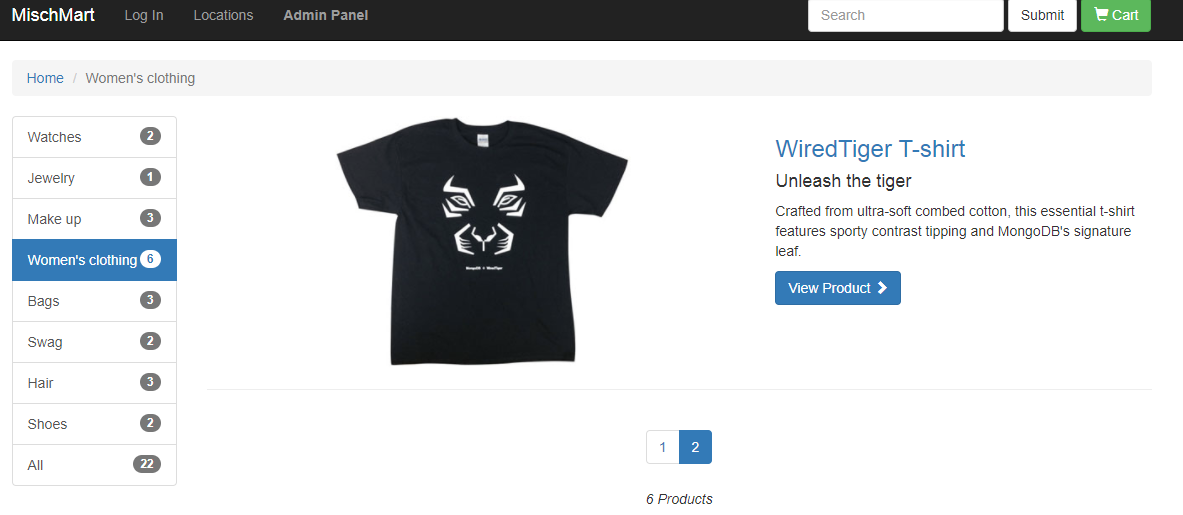 MischMart Log In Locations Admin Panel Search Submit Cart
Home / Women's clothing
Watches 2
Jewelry 1
Make up 3
Women's clothing 6
Bags 3
Swag 2
Hair 3
Shoes 2
All 22
WiredTiger T-shirt
Unleash the tiger
Crafted from ultra-soft combed cotton, this essential t-shirt
features sporty contrast tipping and MongoDB's signature
leaf.
View Product
1 2
6 Products